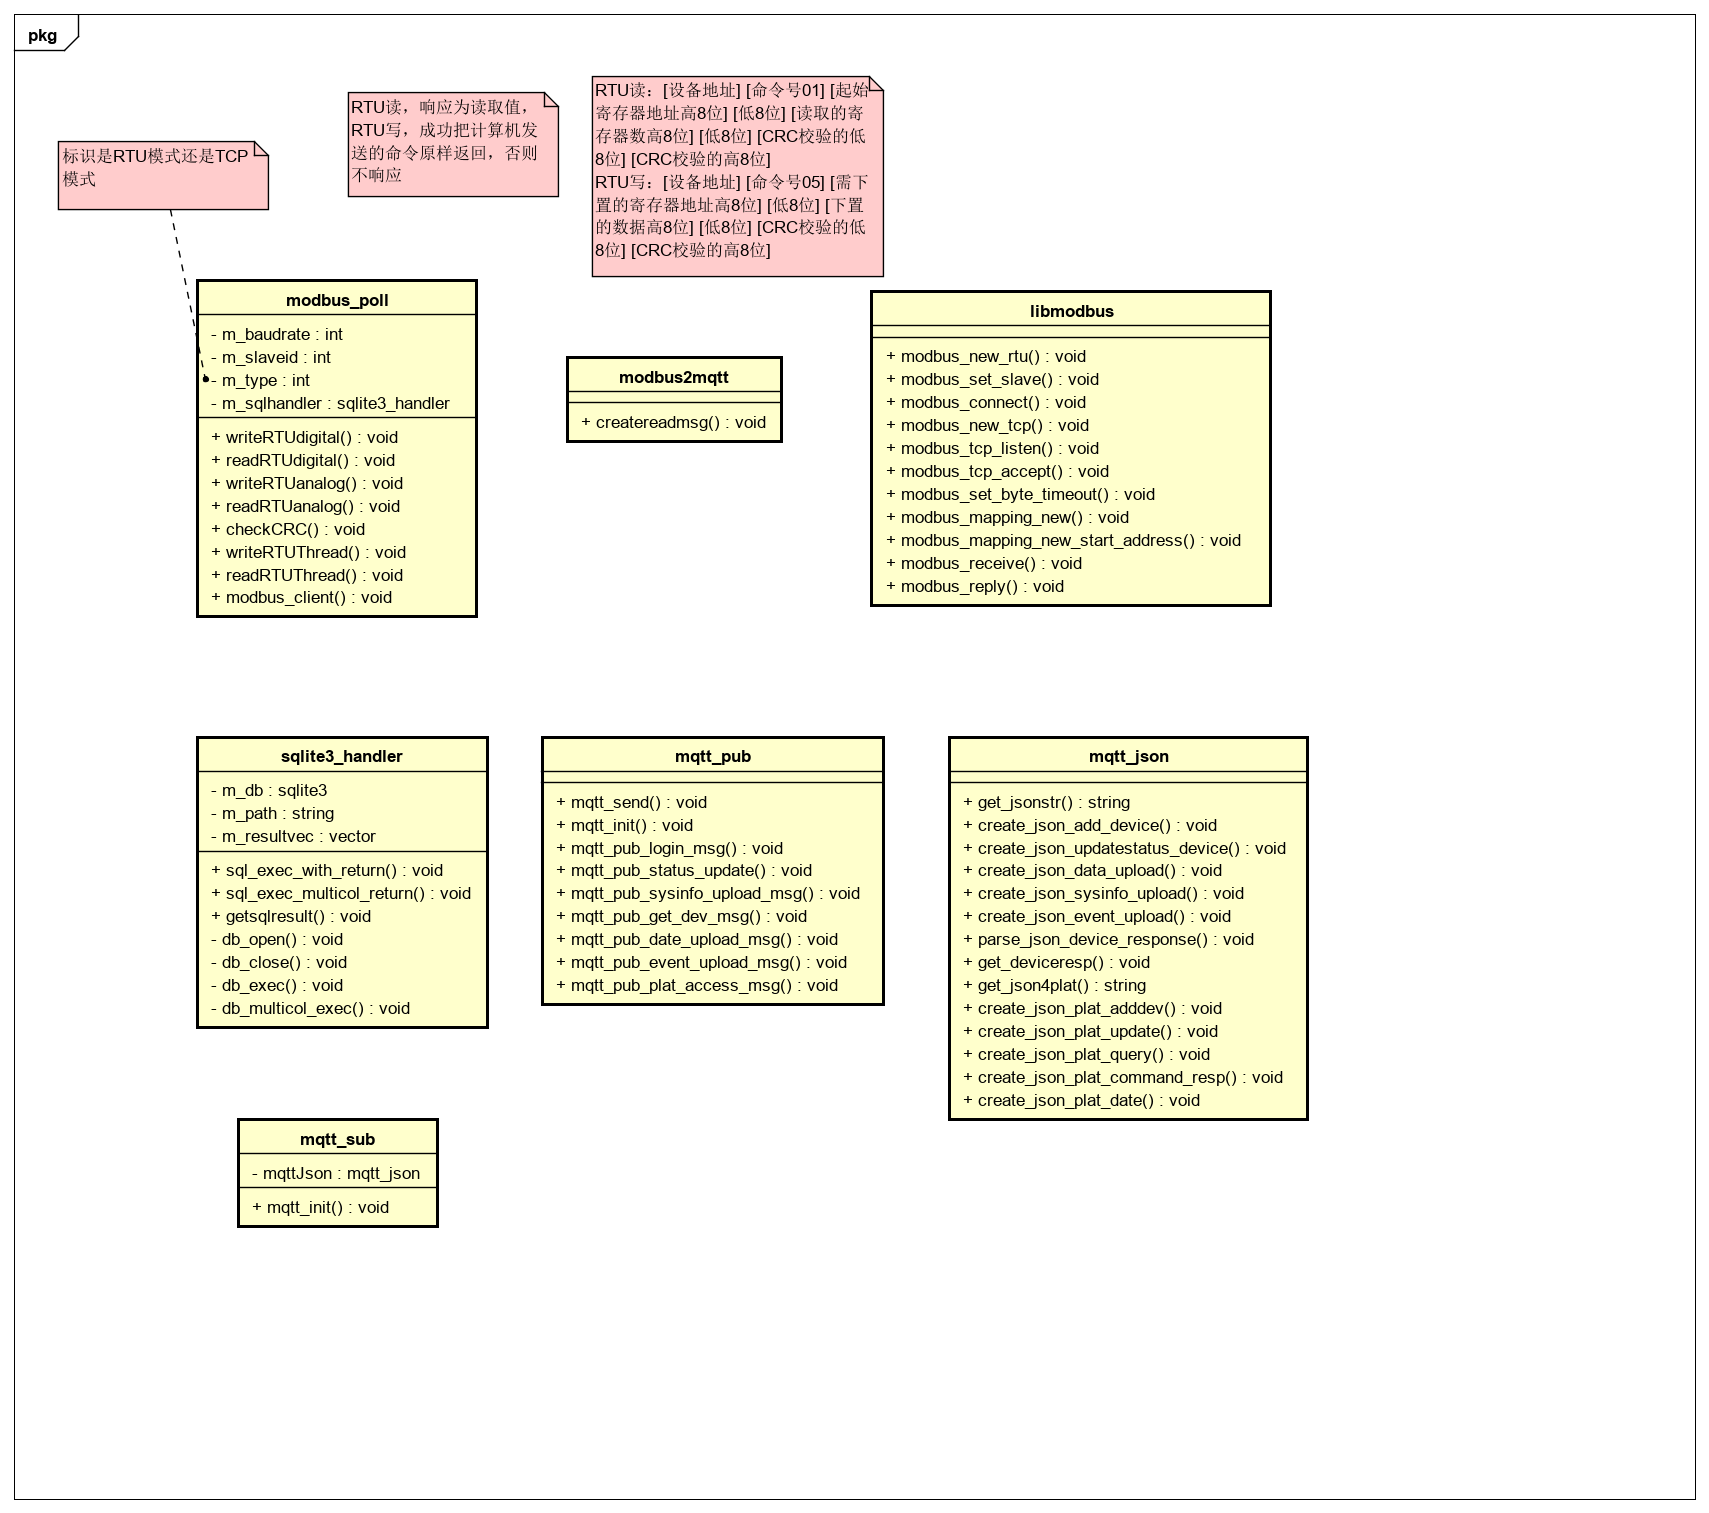 pkg
标识是RTU模式还是TCP
模式
RTU读，响应为读取值，
RTU写，成功把计算机发
送的命令原样返回，否则
不响应
RTU读：[设备地址] [命令号01] [起始
寄存器地址高8位] [低8位] [读取的寄
存器数高8位] [低8位] [CRC校验的低
8位] [CRC校验的高8位]
RTU写：[设备地址] [命令号05] [需下
置的寄存器地址高8位] [低8位] [下置
的数据高8位] [低8位] [CRC校验的低
8位] [CRC校验的高8位]
modbus_poll
- m_baudrate : int
- m_slaveid : int
- m_type : int
- m_sqlhandler : sqlite3_handler
+ writeRTUdigital() : void
+ readRTUdigital() : void
+ writeRTUanalog() : void
+ readRTUanalog() : void
+ checkCRC() : void
+ writeRTUThread() : void
+ readRTUThread() : void
+ modbus_client() : void
modbus2mqtt
+ createreadmsg() : void
libmodbus
+ modbus_new_rtu() : void
+ modbus_set_slave() : void
+ modbus_connect() : void
+ modbus_new_tcp() : void
+ modbus_tcp_listen() : void
+ modbus_tcp_accept() : void
+ modbus_set_byte_timeout() : void
+ modbus_mapping_new() : void
+ modbus_mapping_new_start_address() : void
+ modbus_receive() : void
+ modbus_reply() : void
sqlite3_handler
- m_db : sqlite3
- m_path : string
- m_resultvec : vector
+ sql_exec_with_return() : void
+ sql_exec_multicol_return() : void
+ getsqlresult() : void
- db_open() : void
- db_close() : void
- db_exec() : void
- db_multicol_exec() : void
mqtt_pub
+ mqtt_send() : void
+ mqtt_init() : void
+ mqtt_pub_login_msg() : void
+ mqtt_pub_status_update() : void
+ mqtt_pub_sysinfo_upload_msg() : void
+ mqtt_pub_get_dev_msg() : void
+ mqtt_pub_date_upload_msg() : void
+ mqtt_pub_event_upload_msg() : void
+ mqtt_pub_plat_access_msg() : void
mqtt_json
+ get_jsonstr() : string
+ create_json_add_device() : void
+ create_json_updatestatus_device() : void
+ create_json_data_upload() : void
+ create_json_sysinfo_upload() : void
+ create_json_event_upload() : void
+ parse_json_device_response() : void
+ get_deviceresp() : void
+ get_json4plat() : string
+ create_json_plat_adddev() : void
+ create_json_plat_update() : void
+ create_json_plat_query() : void
+ create_json_plat_command_resp() : void
+ create_json_plat_date() : void
mqtt_sub
- mqttJson : mqtt_json
+ mqtt_init() : void